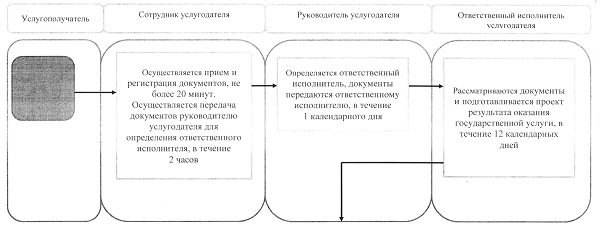 Услугополучатель
Сотрудник услугодателя
Руководитель услугодателя
Ответственный исполнитель
услугодателя
Осуществляется прием и
регистрация документов, не
более 20 минут.
Осуществляется передача
документов руководителю
услугодателя для
определения ответственного
исполнителя, в течение
2 часов
Определяется ответственный
исполнитель, документы
передаются ответственному
исполнителю, в течение
1 календарного дня
Рассматриваются документы
и подготавливается проект
результата оказания
государственной услуги, в
течение 12 календарных
дней